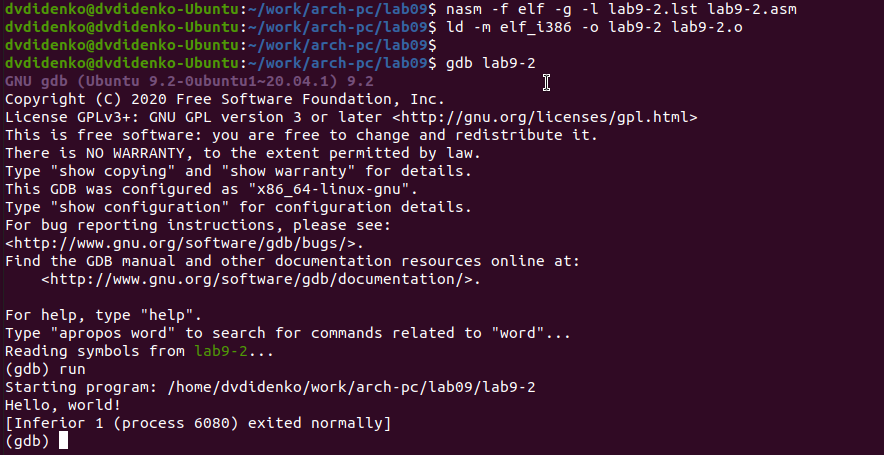 dvdidenko@dvdidenko-Ubuntu:~/work/arch-pc/lab09$ nasm -f elf -g -l lab9-2.lst lab9-2.asm
dvdidenko@dvdidenko-Ubuntu:~/work/arch-pc/lab09$ ld -m elf_i386 -o lab9-2 lab9-2.o
dvdidenko@dvdidenko-Ubuntu:~/work/arch-pc/lab09$
dvdidenko@dvdidenko-Ubuntu:~/work/arch-pc/lab09$ gdb lab9-2
GNU gdb (Ubuntu 9.2-0ubuntu1~20.04.1) 9.2
Copyright (C) 2020 Free Software Foundation, Inc.
License GPLv3+: GNU GPL version 3 or later <http://gnu.org/licenses/gpl.html>
This is free software: you are free to change and redistribute it.
There is NO WARRANTY, to the extent permitted by law.
Type "show copying" and "show warranty" for details.
This GDB was configured as "x86_64-linux-gnu".
Type "show configuration" for configuration details.
For bug reporting instructions, please see:
<http://www.gnu.org/software/gdb/bugs/>.
Find the GDB manual and other documentation resources online at:
    <http://www.gnu.org/software/gdb/documentation/>.

For help, type "help".
Type "apropos word" to search for commands related to "word"...
Reading symbols from lab9-2...
(gdb) run
Starting program: /home/dvdidenko/work/arch-pc/lab09/lab9-2
Hello, world!
[Inferior 1 (process 6080) exited normally]
(gdb)